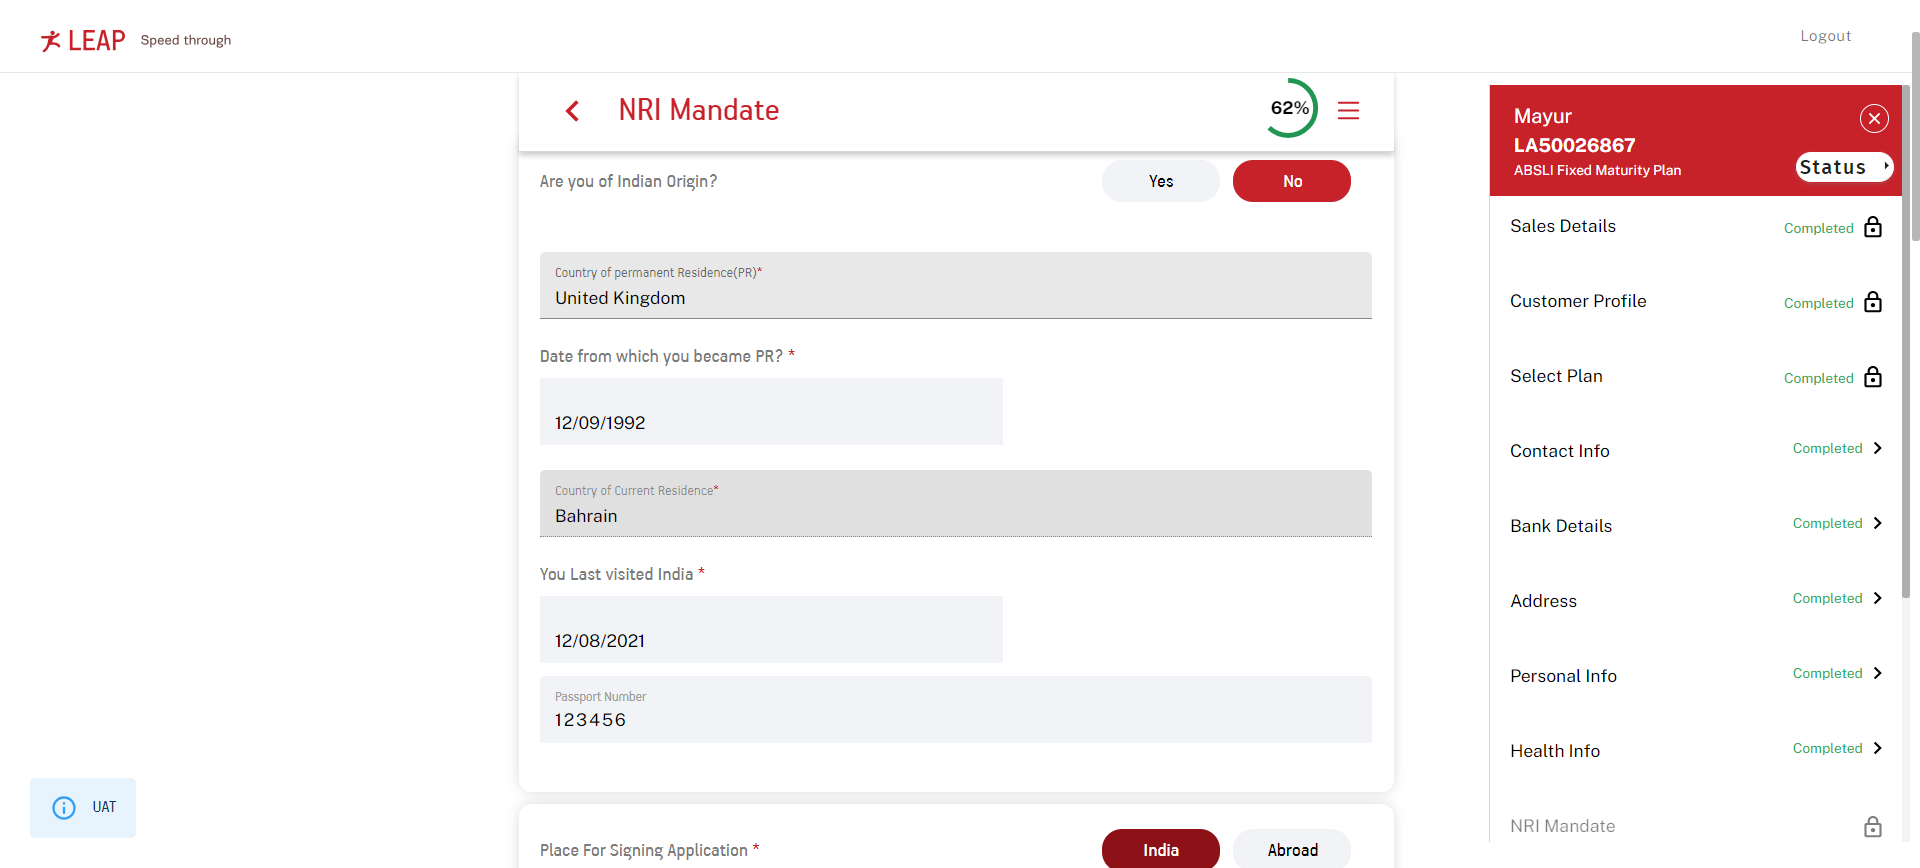 LEAP Speed through
Logout
NRI Mandate
62%
Are you of Indian Origin?
Yes
No
Country of permanent Residence(PR)*
United Kingdom
Date from which you became PR? *
12/09/1992
Country of Current Residence*
Bahrain
You Last visited India *
12/08/2021
Passport Number
123456
Place For Signing Application *
India
Abroad
UAT
Mayur
LA50026867
ABSLI Fixed Maturity Plan
Status
Sales Details Completed
Customer Profile Completed
Select Plan Completed
Contact Info Completed
Bank Details Completed
Address Completed
Personal Info Completed
Health Info Completed
NRI Mandate